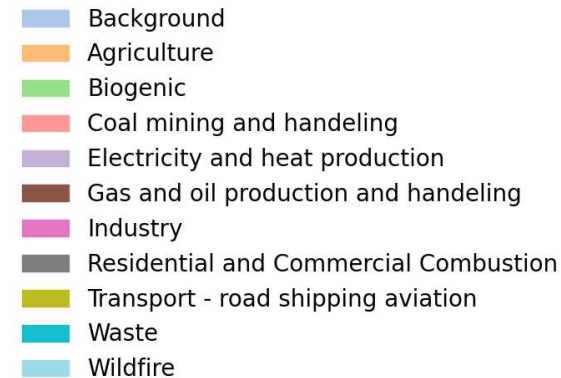 Background
Agriculture
Biogenic
Coal mining and handeling
Electricity and heat production
Gas and oil production and handeling
Industry
Residential and Commercial Combustion
Transport - road shipping aviation
Waste
Wildfire